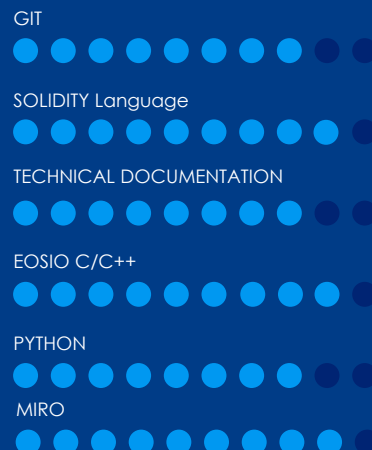 GIT
SOLIDITY Language
TECHNICAL DOCUMENTATION
EOSIO C/C++
PYTHON
MIRO